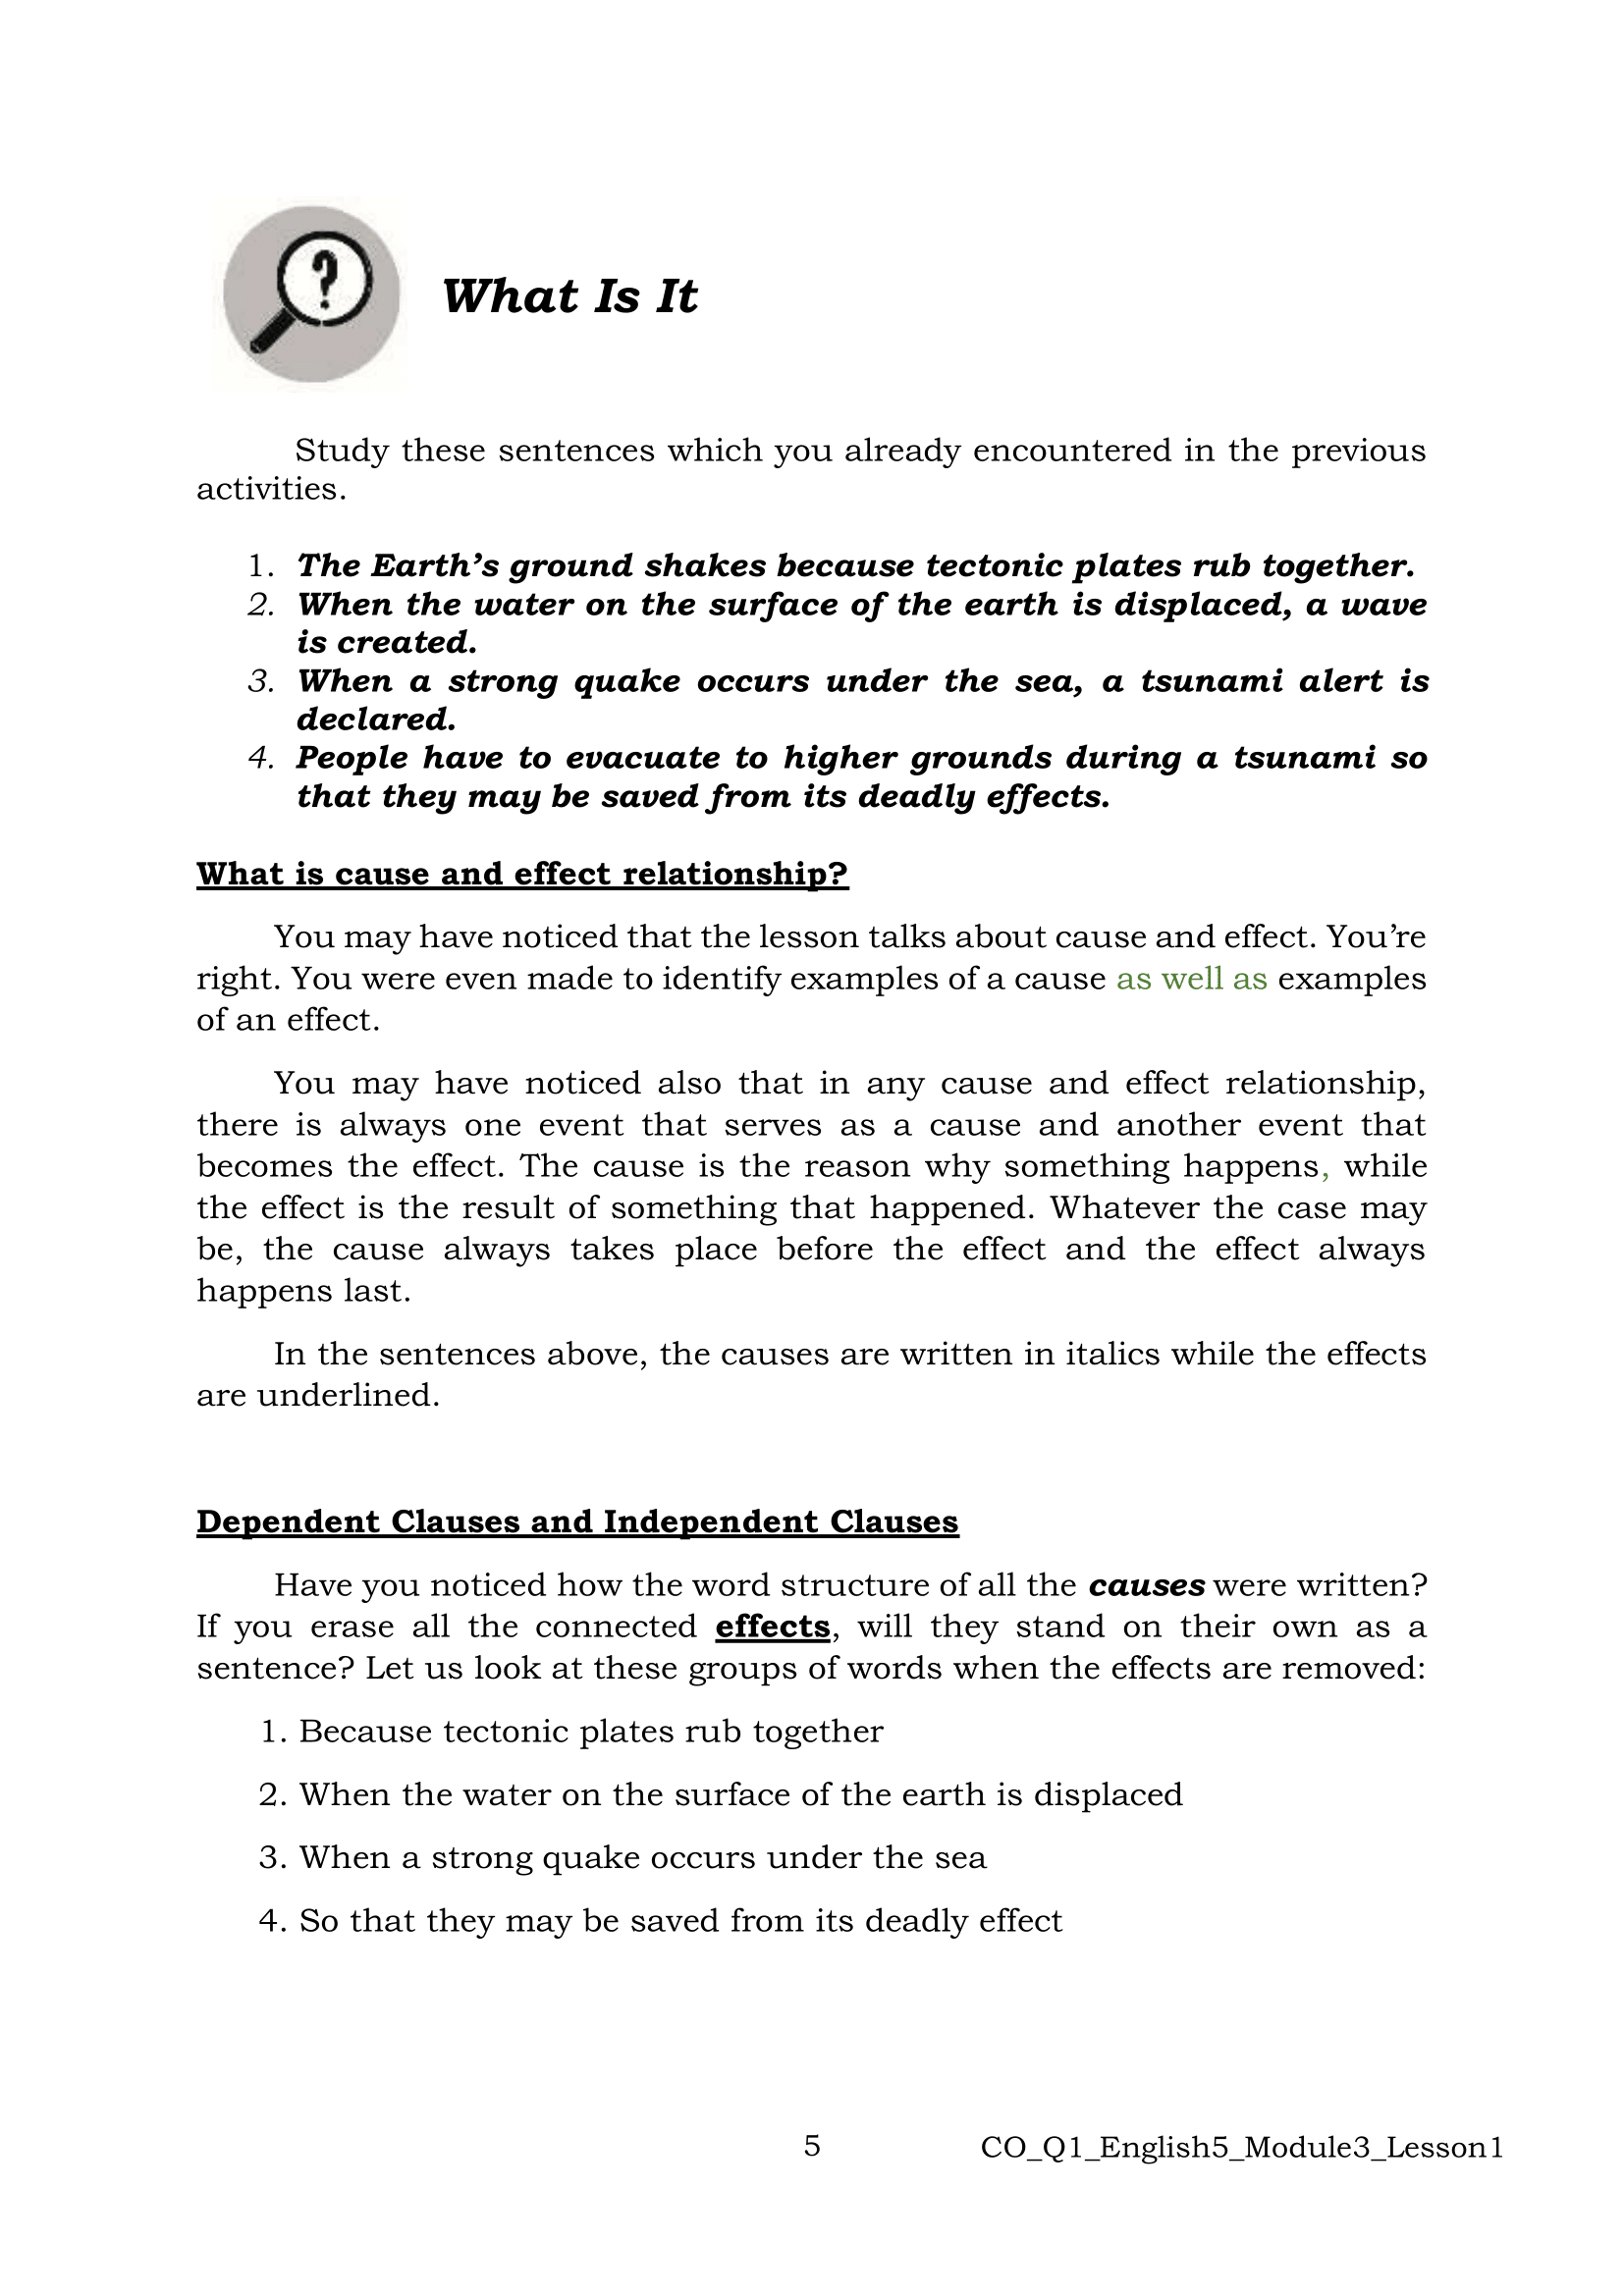 ?
What Is It
Study these sentences which you already encountered in the previous
activities.
1. The Earth's ground shakes because tectonic plates rub together.
2. When the water on the surface of the earth is displaced, a wave
is created.
3. When a strong quake occurs under the sea, a tsunami alert is
declared.
4. People have to evacuate to higher grounds during a tsunami so
that they may be saved from its deadly effects.
What is cause and effect relationship?
You may have noticed that the lesson talks about cause and effect. You're
right. You were even made to identify examples of a cause as well as examples
of an effect.
You may have noticed also that in any cause and effect relationship,
there is always one event that serves as a cause and another event that
becomes the effect. The cause is the reason why something happens, while
the effect is the result of something that happened. Whatever the case may
be, the cause always takes place before the effect and the effect always
happens last.
In the sentences above, the causes are written in italics while the effects
are underlined.
Dependent Clauses and Independent Clauses
Have you noticed how the word structure of all the causes were written?
If you erase all the connected effects, will they stand on their own as a
sentence? Let us look at these groups of words when the effects are removed:
1. Because tectonic plates rub together
2. When the water on the surface of the earth is displaced
3. When a strong quake occurs under the sea
4. So that they may be saved from its deadly effect
5 CO_Q1_English5_Module3_Lesson1